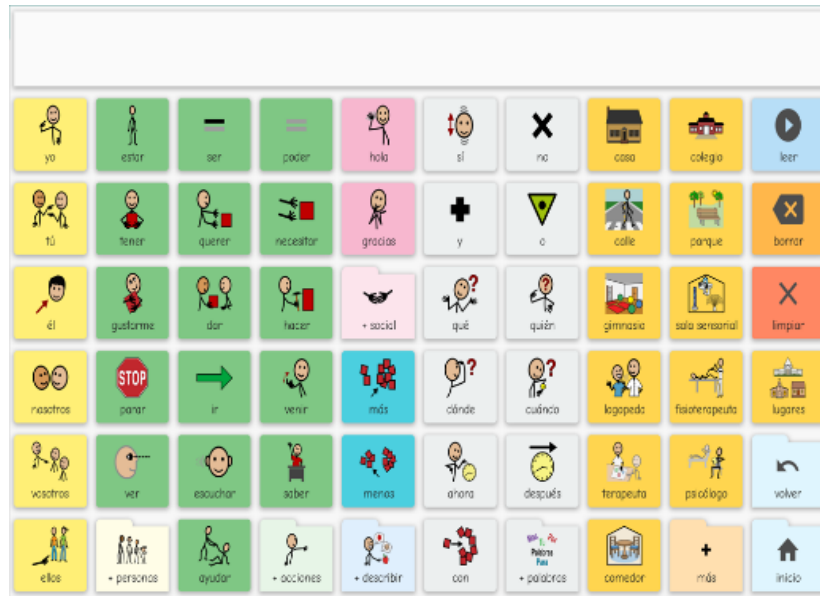 yo estar ser poder hola sí no casa colegio leer
tú tener querer necesitar gracias y o calle parque borrar
él gustarme dar hacer + social qué quién gimnasio sala sensorial limpiar
nosotros STOP parar ir venir más dónde cuándo logopeda fisioterapeuta lugares
vosotros ver escuchar saber menos ahora después terapeuta psicólogo volver
ellos + personas ayudar + acciones + describir con + palabras comedor más inicio